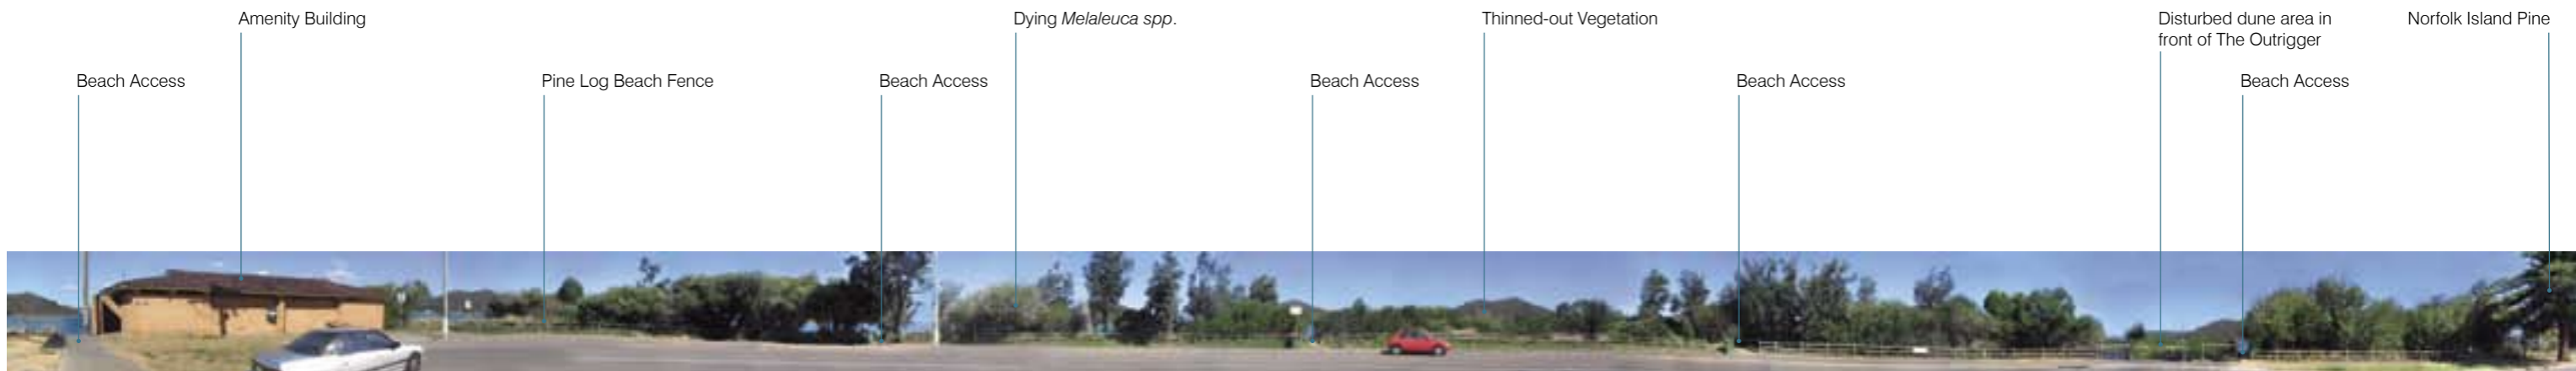 Amenity Building
Dying Melaleuca spp.
Thinned-out Vegetation
Disturbed dune area in
front of The Outrigger
Norfolk Island Pine
Beach Access
Pine Log Beach Fence
Beach Access
Beach Access
Beach Access
Beach Access